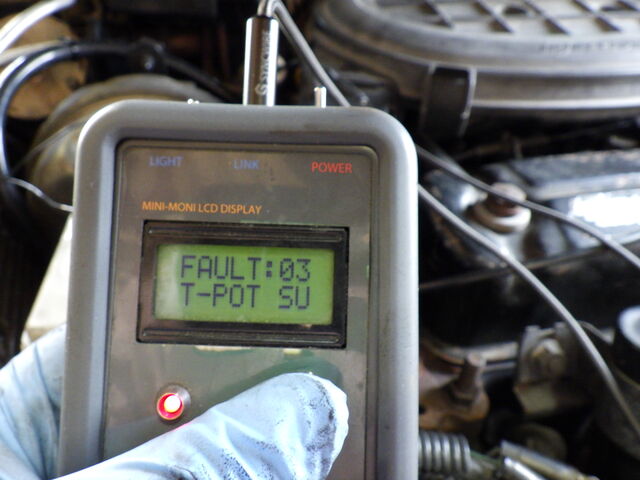 LIGHT LINK POWER
MINI-MONI LCD DISPLAY
FAULT:03
T-POT SU